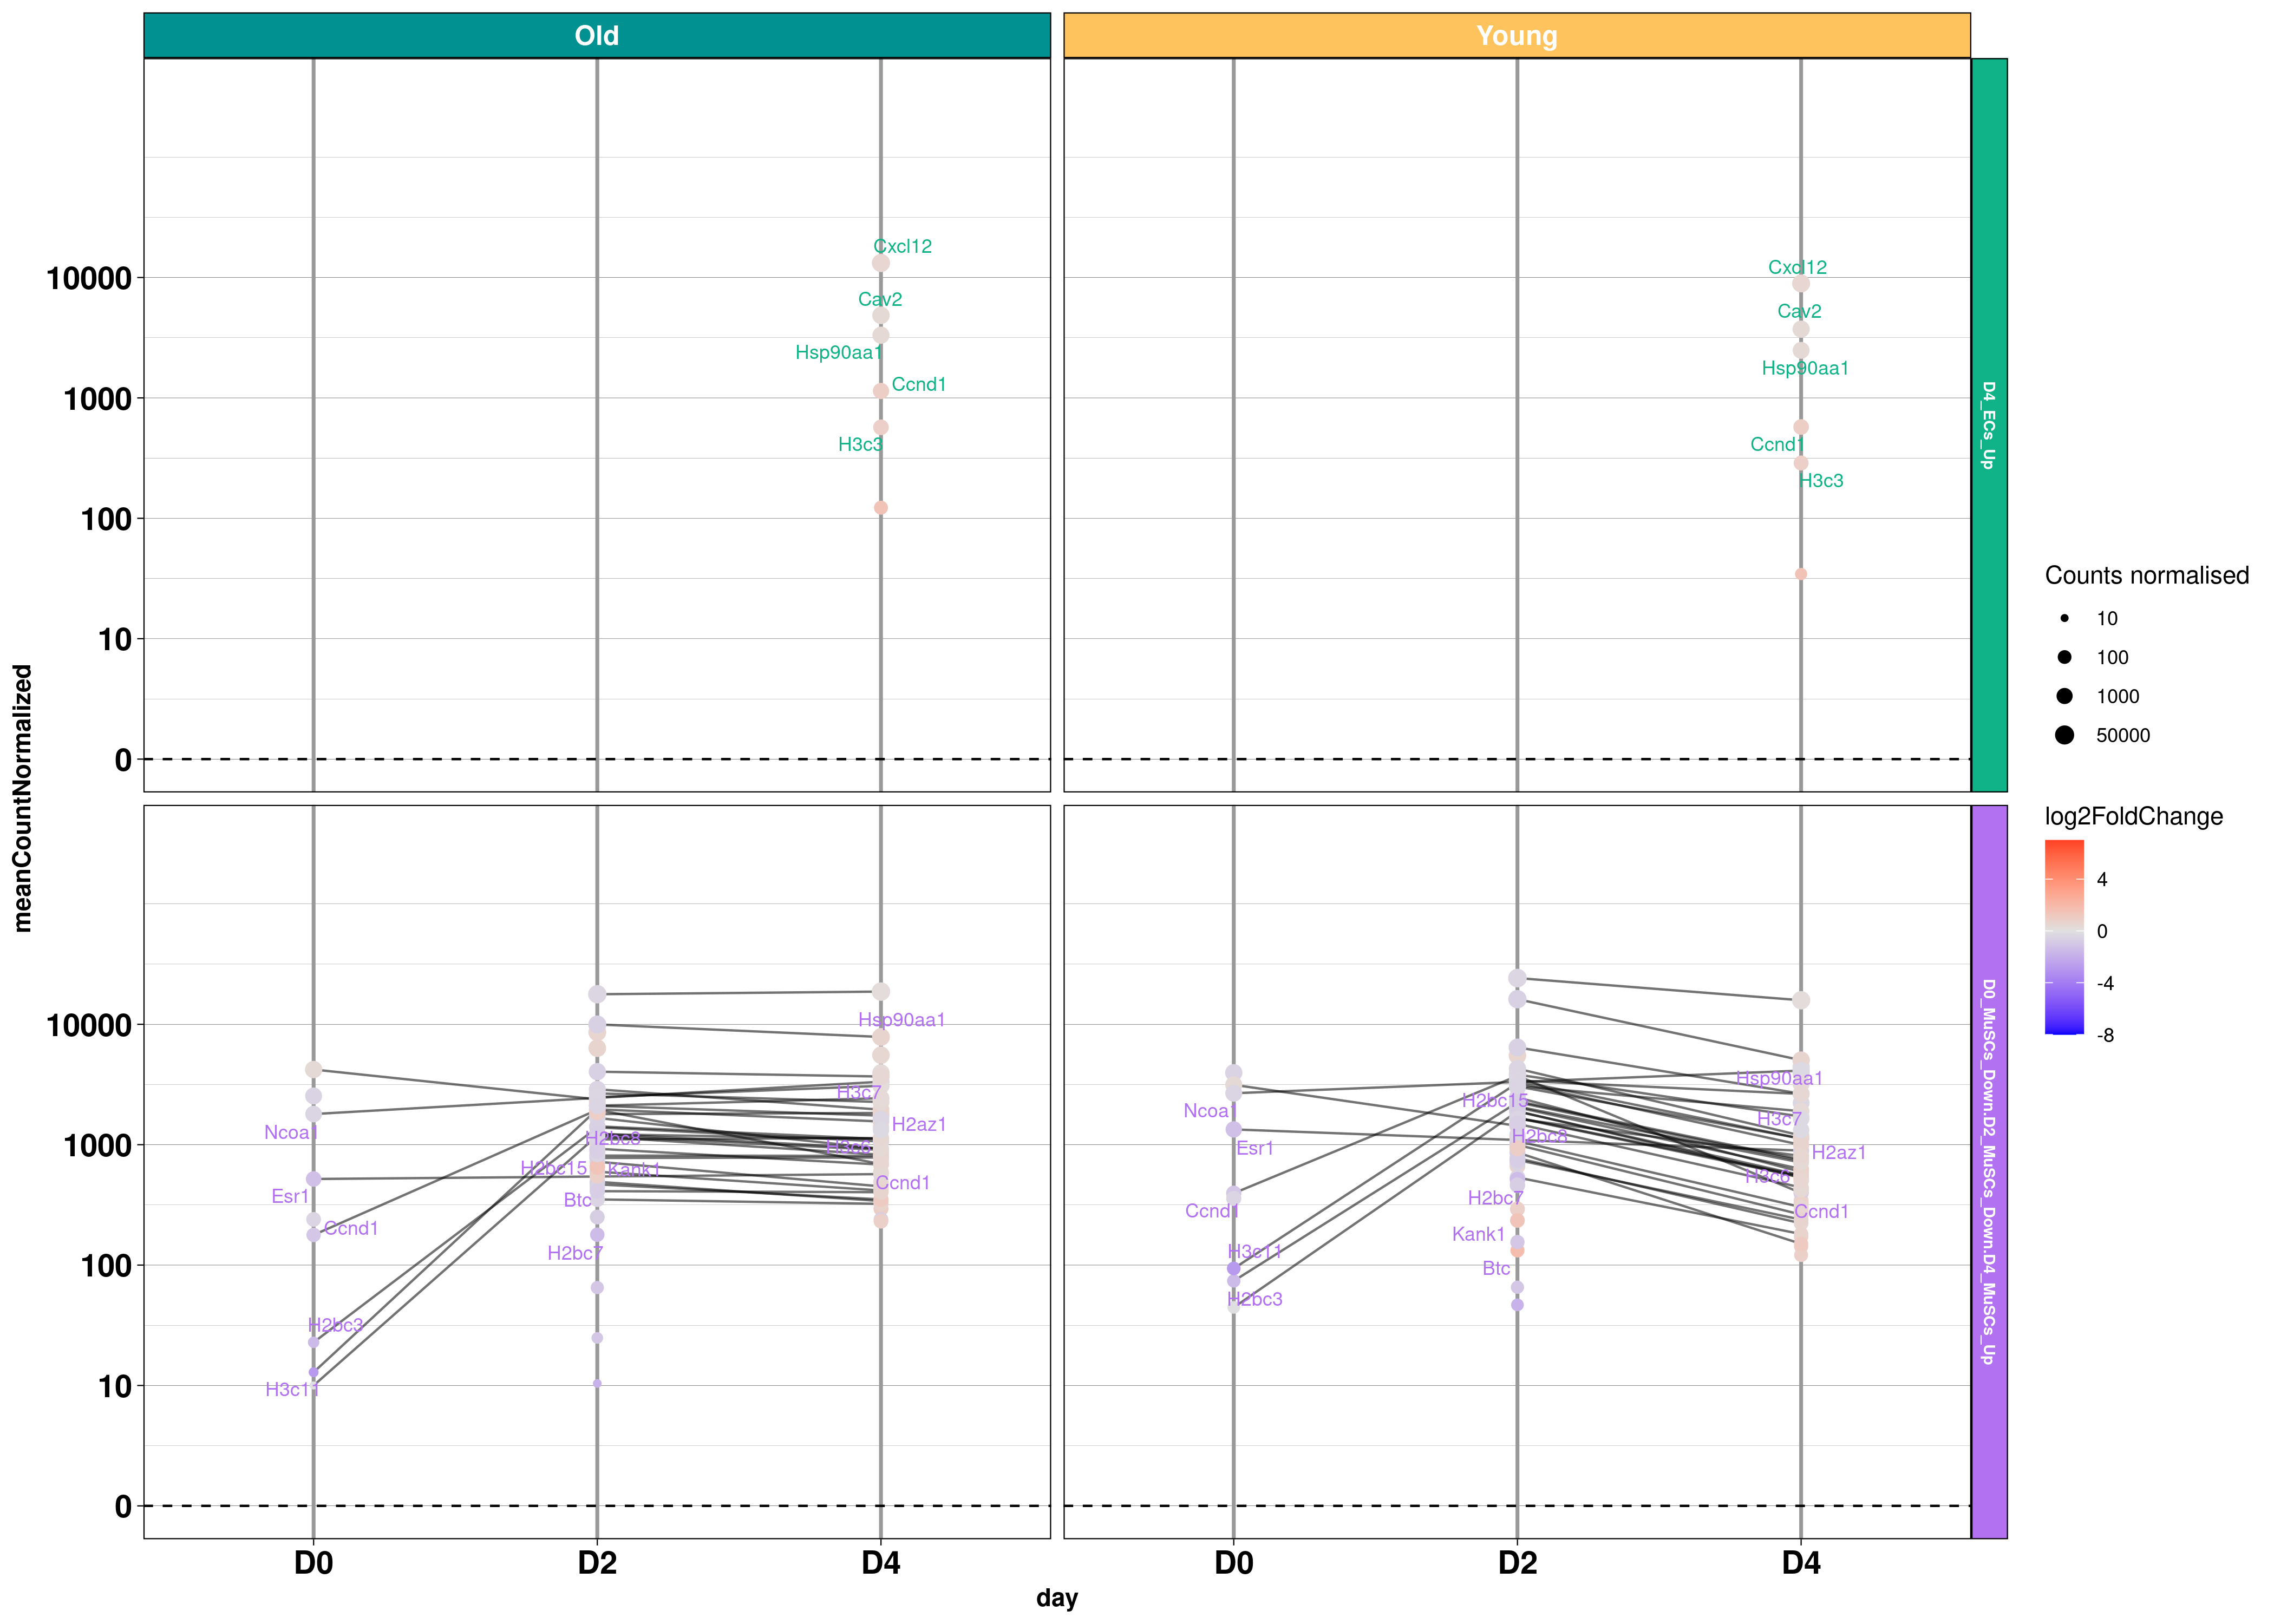 Old
Young
meanCountNormalized
10000
1000
100
10
0
Cxcl12
Cav2
Hsp90aa1
Ccnd1
H3c3
Cxcl12
Cav2
Hsp90aa1
Ccnd1
H3c3
D4_ECs_Up
10000
1000
100
10
0
Ncoa1
Esr1
Ccnd1
H2bc3
H3c11
H2bc8
H2bc15
Kank1
Btc
H2bc7
Hsp90aa1
H3c7
H2az1
H3c6
Ccnd1
Ncoa1
Esr1
Ccnd1
H3c11
H2bc3
H2bc15
H2bc8
H2bc7
Kank1
Btc
Hsp90aa1
H3c7
H2az1
H3c6
Ccnd1
D0_MuSCs_Down.D2_MuSCs_Down.D4_MuSCs_Up
D0
D2
D4
D0
D2
D4
day
Counts normalised
10
100
1000
50000
log2FoldChange
4
0
-4
-8